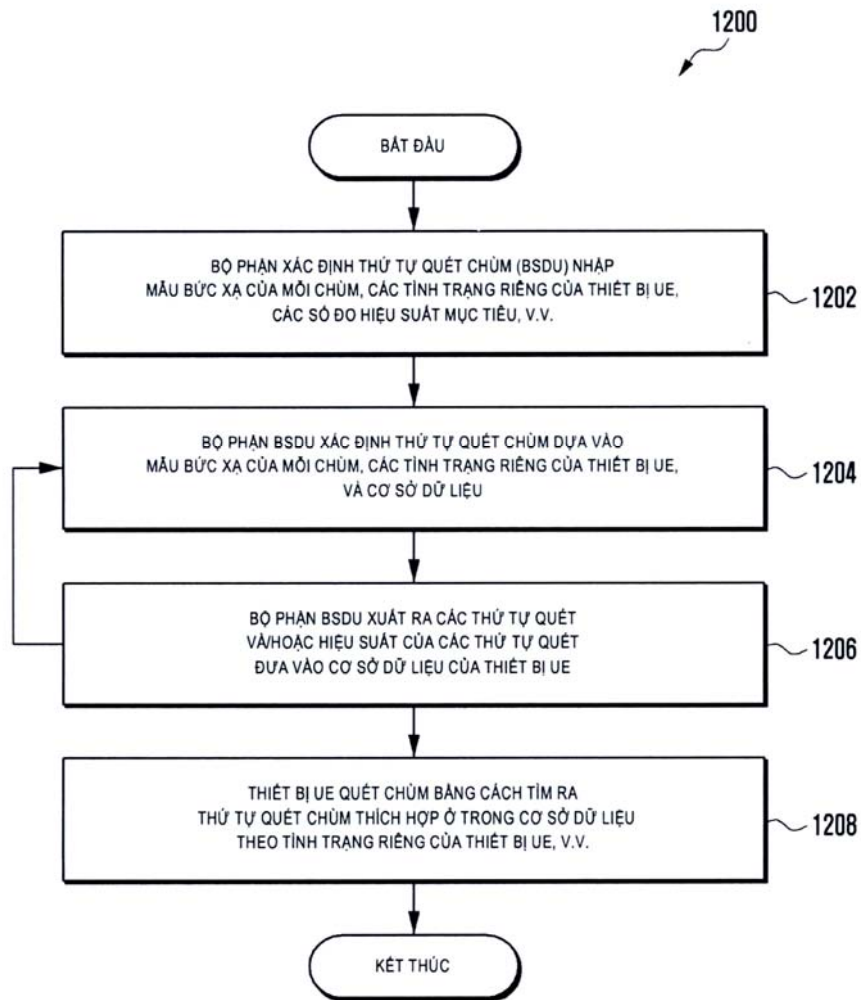 1200
BẮT ĐẦU
BỘ PHẬN XÁC ĐỊNH THỨ TỰ QUÉT CHÙM (BSDU) NHẬP
MẪU BỨC XẠ CỦA MỖI CHÙM, CÁC TÌNH TRẠNG RIÊNG CỦA THIẾT BỊ UE,
CÁC SỐ ĐO HIỆU SUẤT MỤC TIÊU, V.V.
1202
BỘ PHẬN BSDU XÁC ĐỊNH THỨ TỰ QUÉT CHÙM DỰA VÀO
MẪU BỨC XẠ CỦA MỖI CHÙM, CÁC TÌNH TRẠNG RIÊNG CỦA THIẾT BỊ UE,
VÀ CƠ SỞ DỮ LIỆU
1204
BỘ PHẬN BSDU XUẤT RA CÁC THỨ TỰ QUÉT
VÀ/HOẶC HIỆU SUẤT CỦA CÁC THỨ TỰ QUÉT
ĐƯA VÀO CƠ SỞ DỮ LIỆU CỦA THIẾT BỊ UE
1206
THIẾT BỊ UE QUÉT CHÙM BẰNG CÁCH TÌM RA
THỨ TỰ QUÉT CHÙM THÍCH HỢP Ở TRONG CƠ SỞ DỮ LIỆU
THEO TÌNH TRẠNG RIÊNG CỦA THIẾT BỊ UE, V.V.
1208
KẾT THÚC